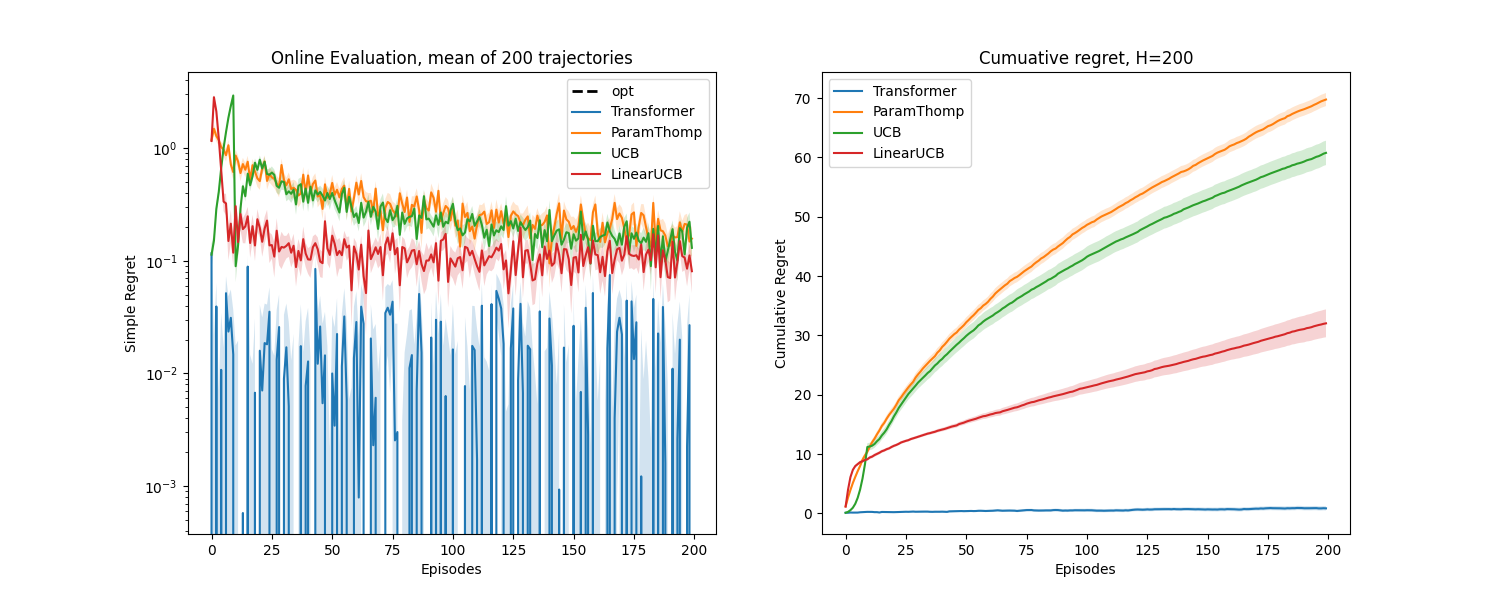 Online Evaluation, mean of 200 trajectories
Simple Regret
10⁰
10⁻¹
10⁻²
10⁻³
opt
Transformer
ParamThomp
UCB
LinearUCB
0 25 50 75 100 125 150 175 200
Episodes
Cumuative regret, H=200
Cumulative Regret
70
60
50
40
30
20
10
0
Transformer
ParamThomp
UCB
LinearUCB
0 25 50 75 100 125 150 175 200
Episodes